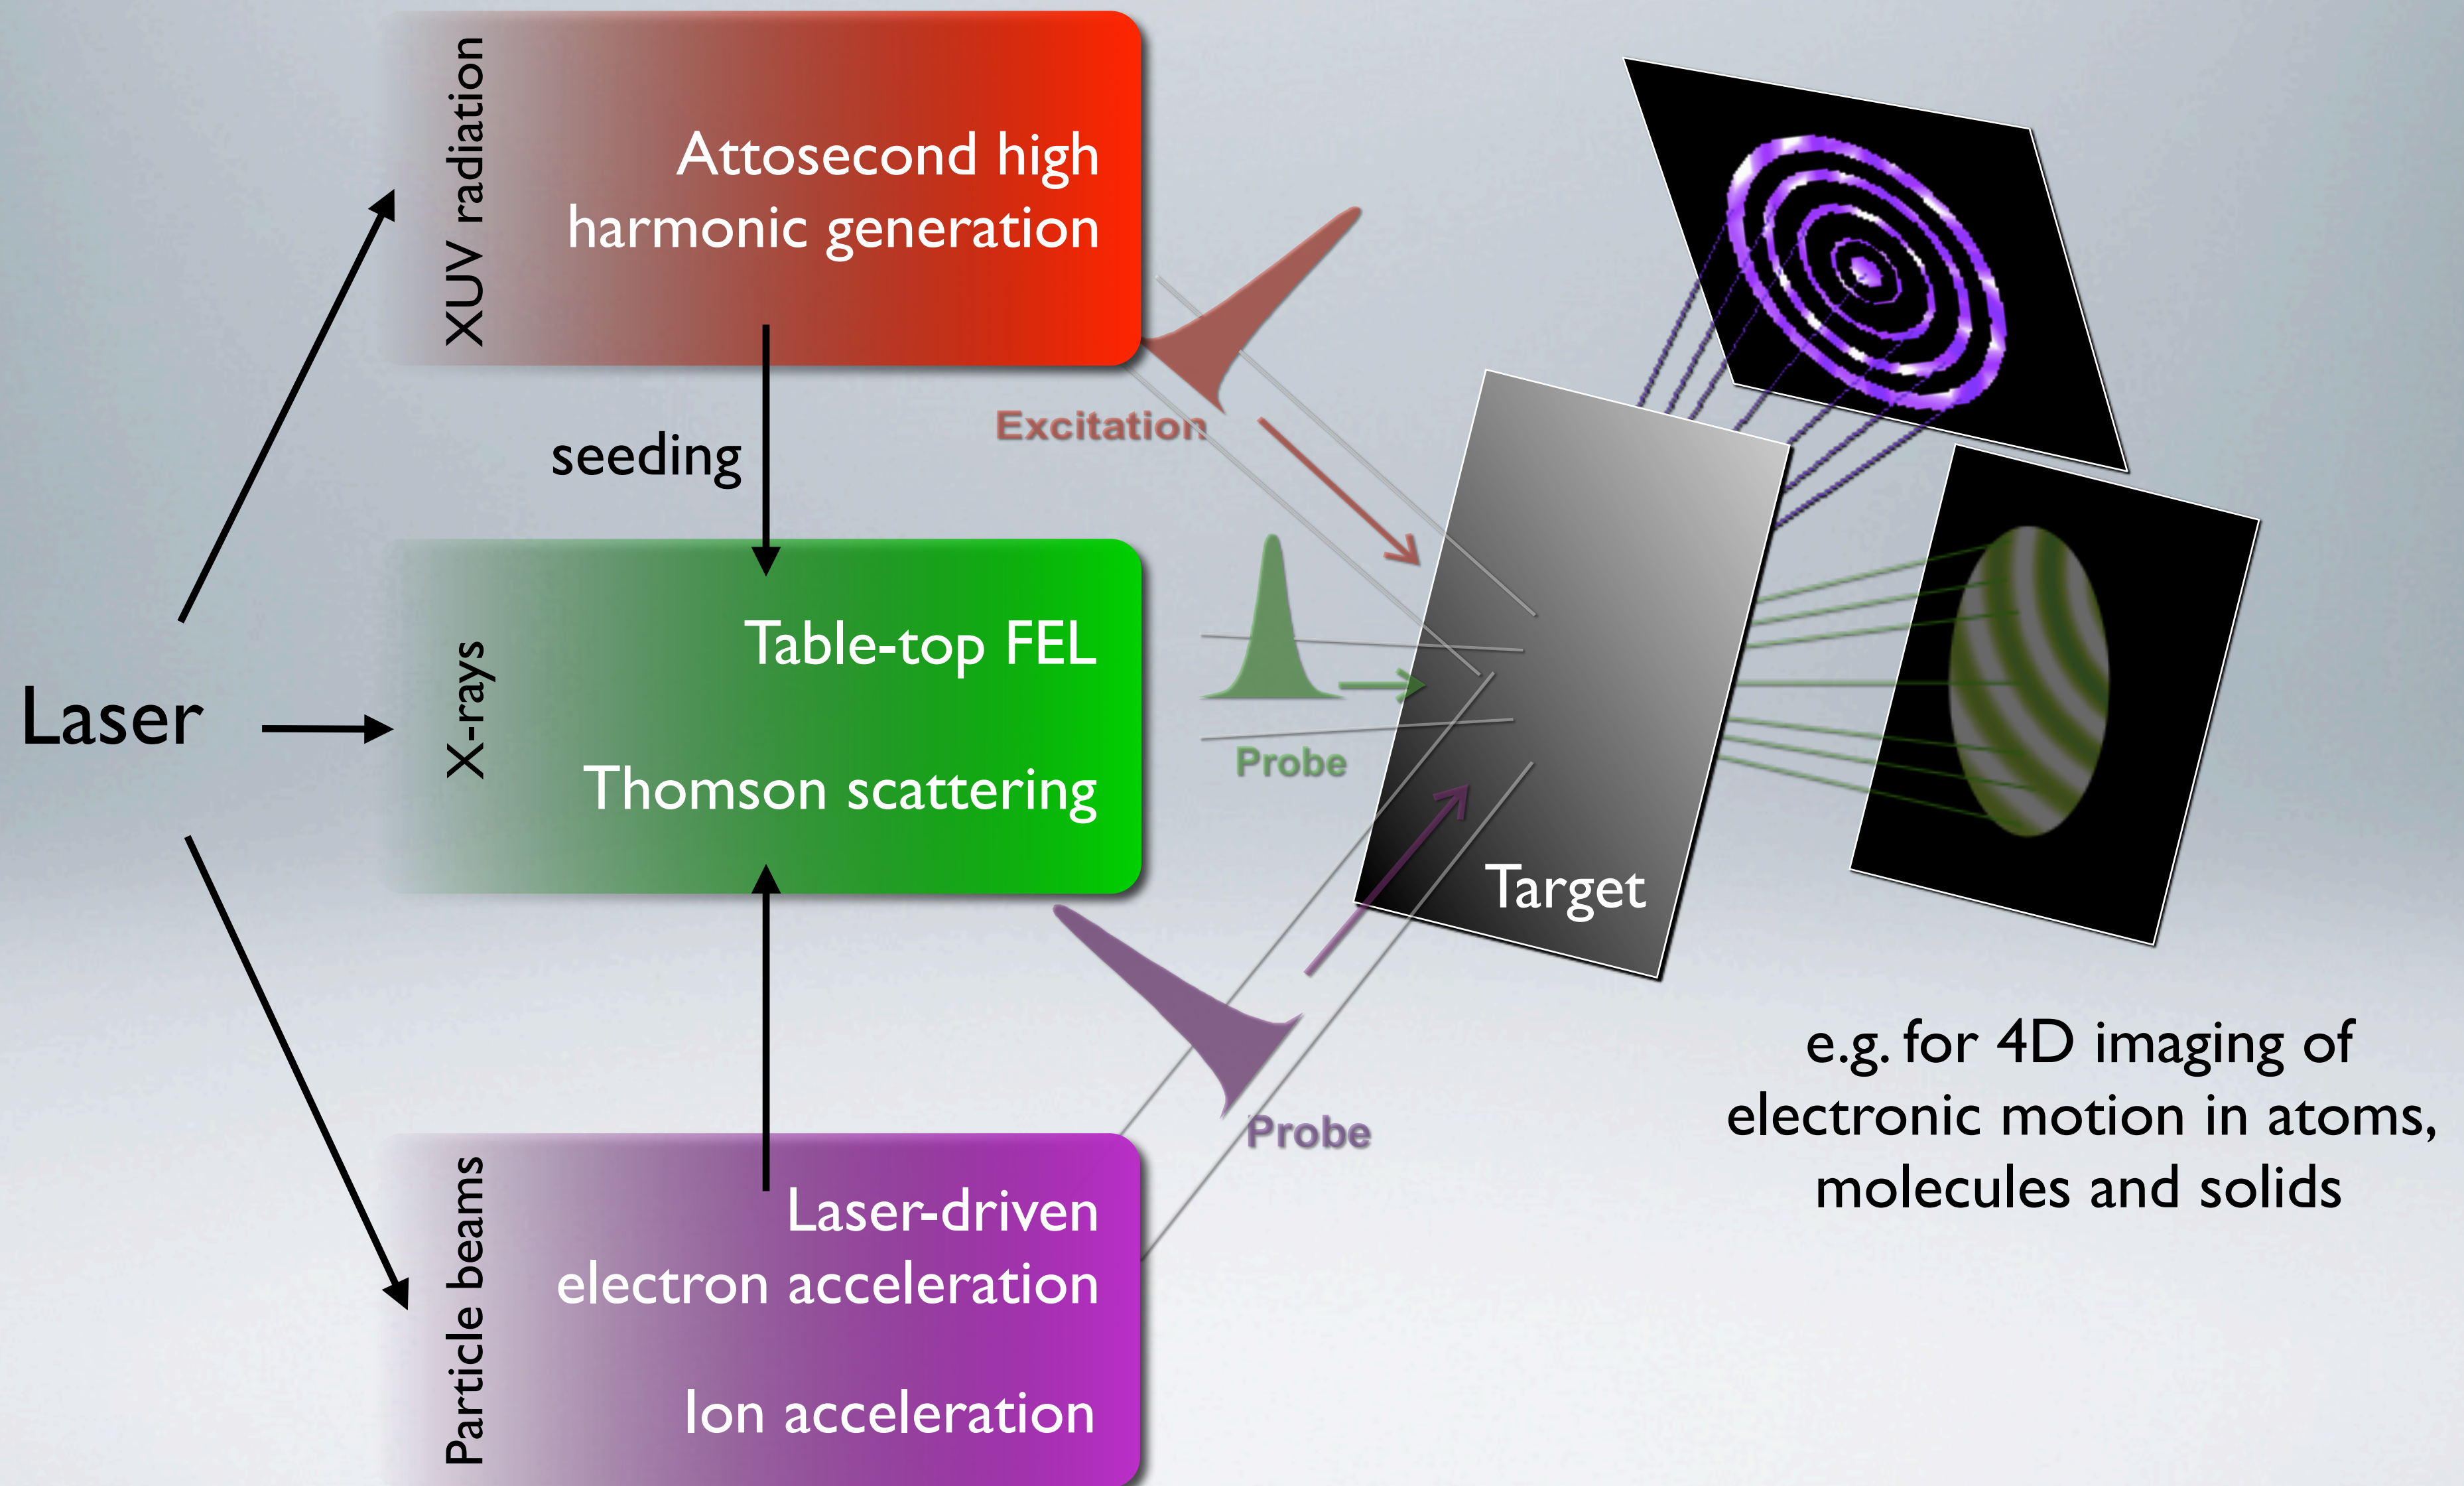 XUV radiation
Attosecond high
harmonic generation
Excitation
seeding
Laser
X-rays
Table-top FEL
Thomson scattering
Probe
Target
Probe
Particle beams
Laser-driven
electron acceleration
Ion acceleration
e.g. for 4D imaging of
electronic motion in atoms,
molecules and solids